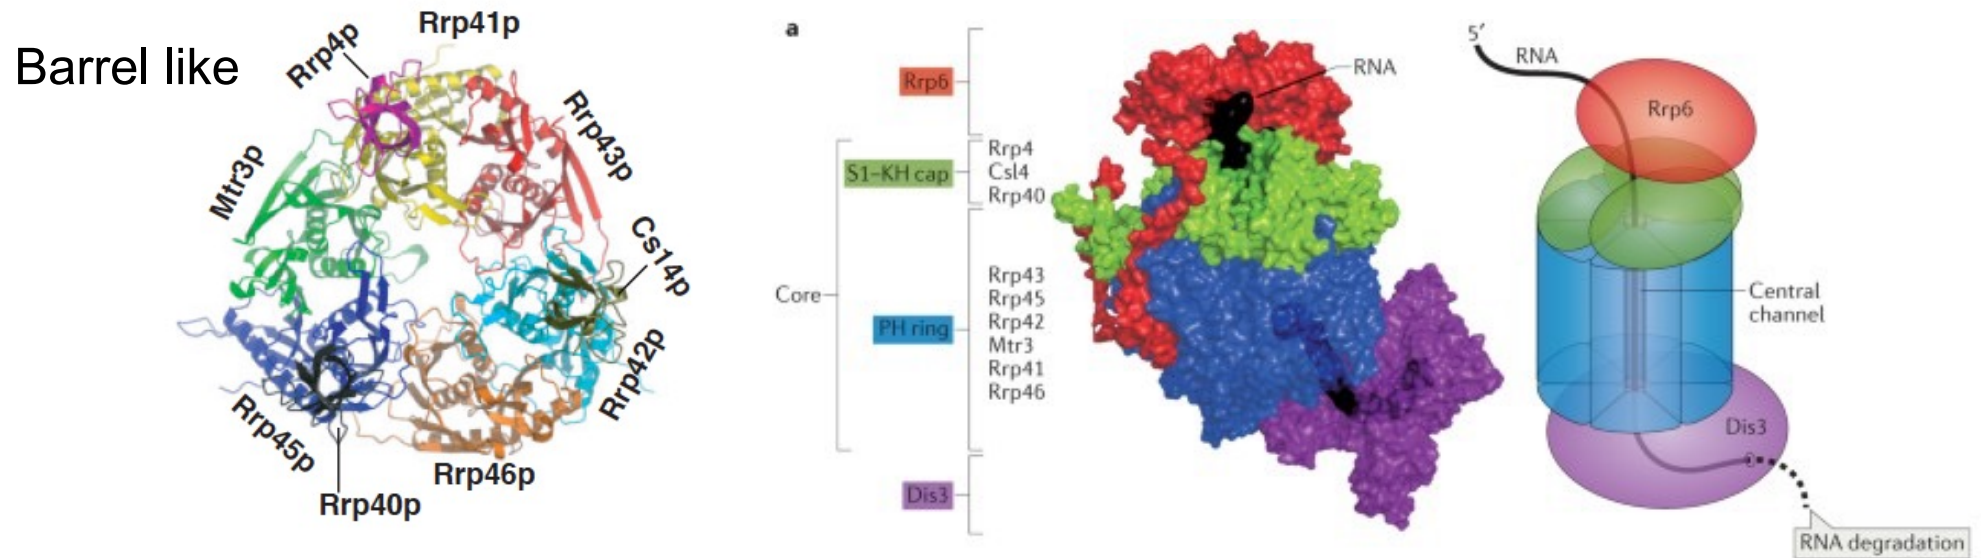 Barrel like
Rrp4p
Rrp41p
Rrp43p
Mtr3p
Cs14p
Rrp42p
Rrp45p
Rrp46p
Rrp40p
a
Rrp6
S1–KH cap
Rrp4
Csl4
Rrp40
Core
PH ring
Rrp43
Rrp45
Rrp42
Mtr3
Rrp41
Rrp46
Dis3
RNA
5′
RNA
Rrp6
Central
channel
Dis3
RNA degradation